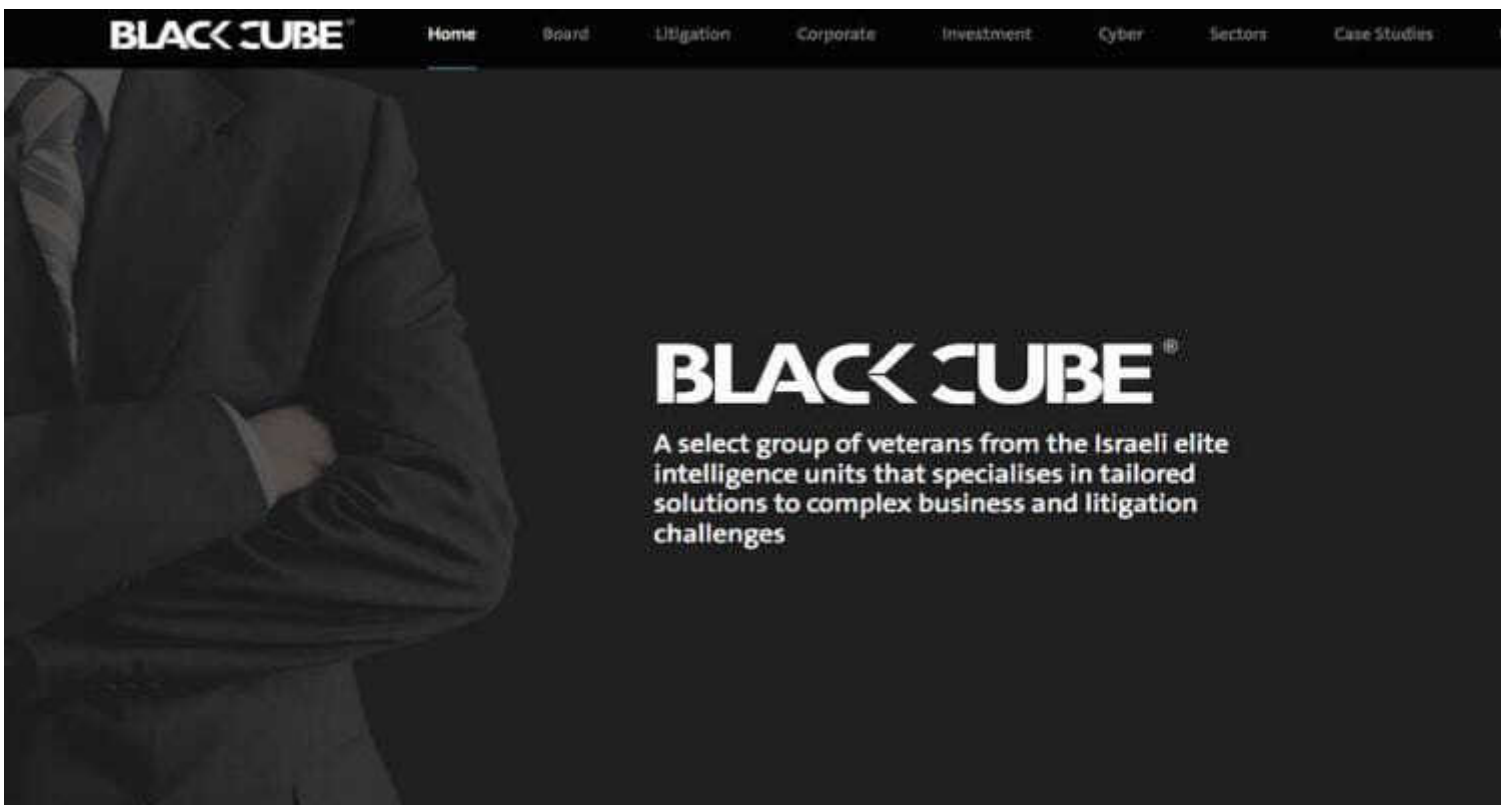 BLACK CUBE®
Home Board Litigation Corporate Investment Cyber Sectors Case Studies
BLACK CUBE®
A select group of veterans from the Israeli elite
intelligence units that specialises in tailored
solutions to complex business and litigation
challenges